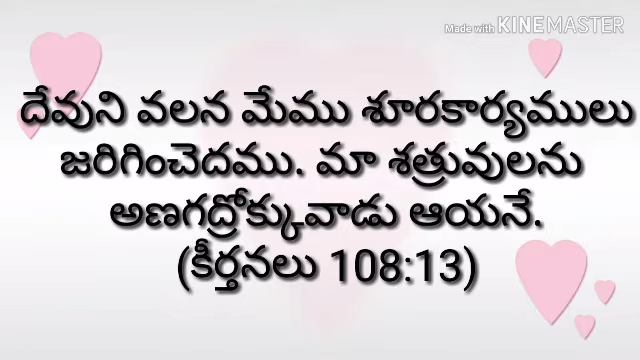 Made with KINEMASTER
దేవుని వలన మేము శూరకార్యములు
జరిగించెదము. మా శత్రువులను
అణగద్రొక్కువాడు ఆయనే.
(కీర్తనలు 108:13)